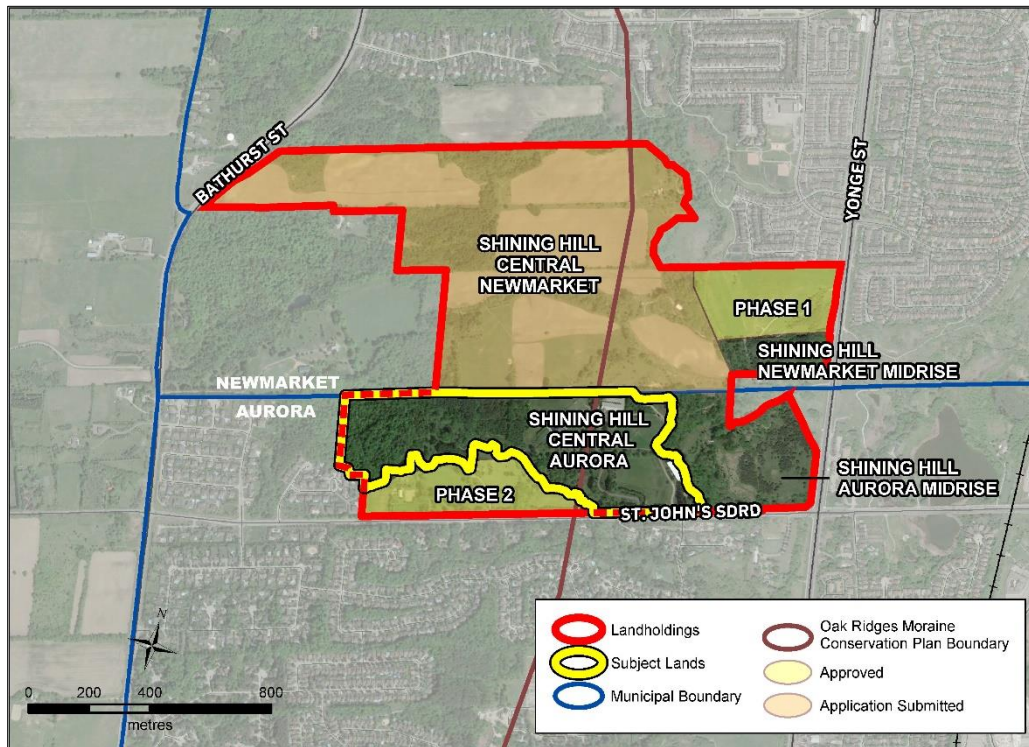 BATHURST ST
YONGE ST
SHINING HILL
CENTRAL
NEWMARKET
PHASE 1
SHINING HILL
NEWMARKET MIDRISE
NEWMARKET
AURORA
SHINING HILL
CENTRAL
AURORA
PHASE 2
SHINING HILL
AURORA MIDRISE
ST. JOHN'S SDRD
N
0 200 400 800
metres
Landholdings
Subject Lands
Municipal Boundary
Oak Ridges Moraine
Conservation Plan Boundary
Approved
Application Submitted